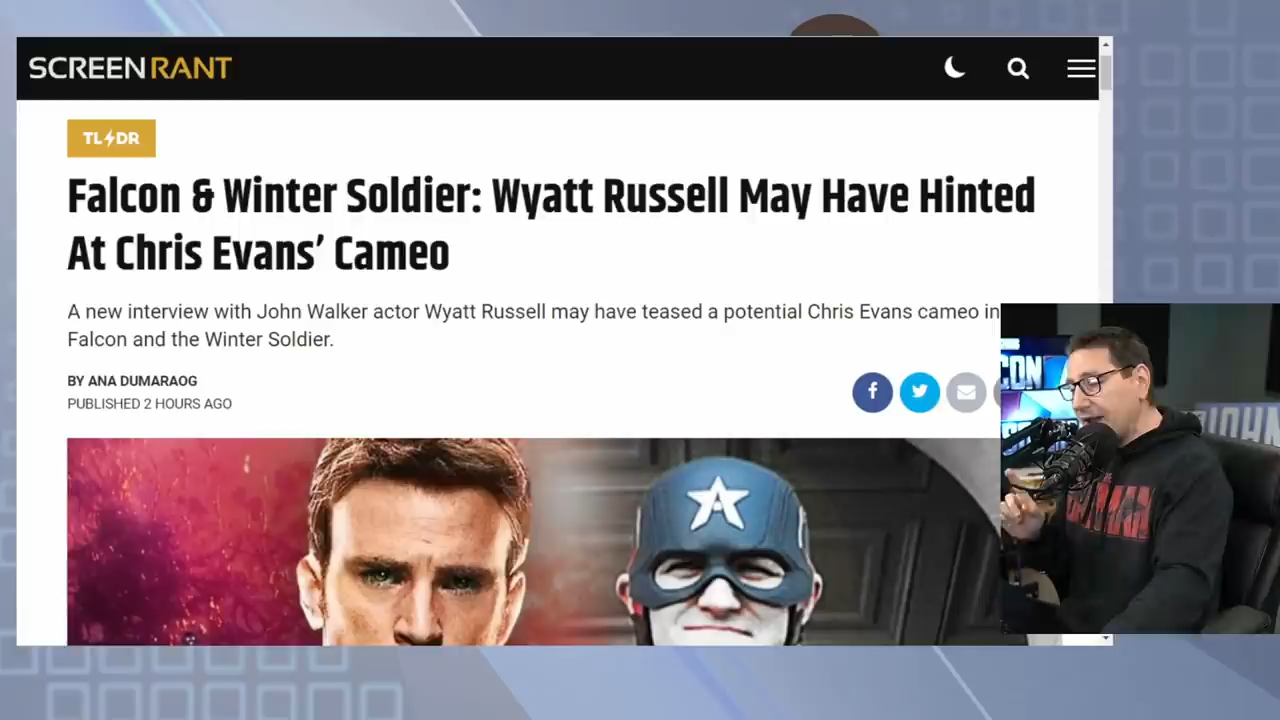 SCREENRANT
TL DR
Falcon & Winter Soldier: Wyatt Russell May Have Hinted
At Chris Evans’ Cameo
A new interview with John Walker actor Wyatt Russell may have teased a potential Chris Evans cameo in
Falcon and the Winter Soldier.
BY ANA DUMARAOG
PUBLISHED 2 HOURS AGO